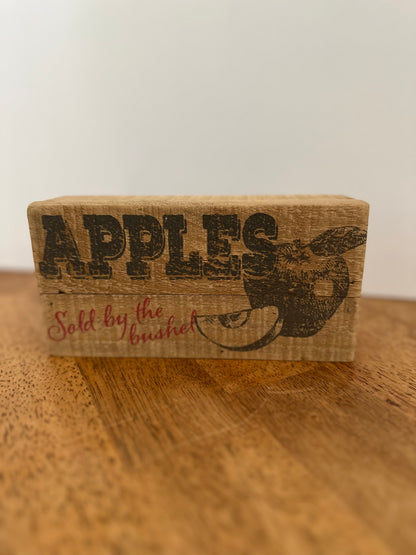 APPLES
Sold by the
bushel